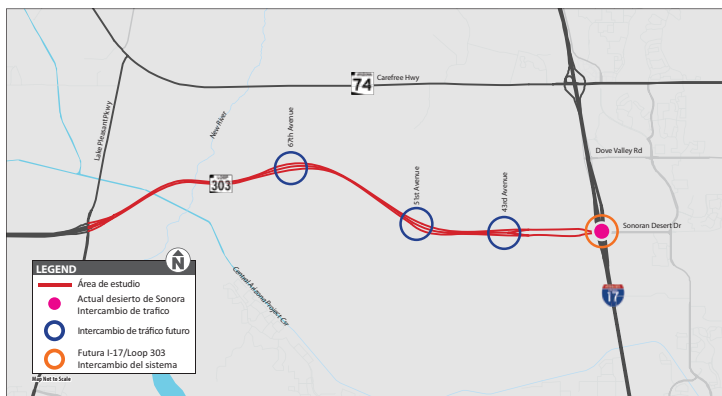 74
Carefree Hwy
Lake Pleasant Pkwy
New River
67th Avenue
Dove Valley Rd
303
51st Avenue
43rd Avenue
Sonoran Desert Dr
N
LEGEND
Área de estudio
Actual desierto de Sonora
Intercambio de trafico
Intercambio de tráfico futuro
Futura I-17/Loop 303
Intercambio del sistema
Map Not to Scale
Central Arizona Project Cnr
17